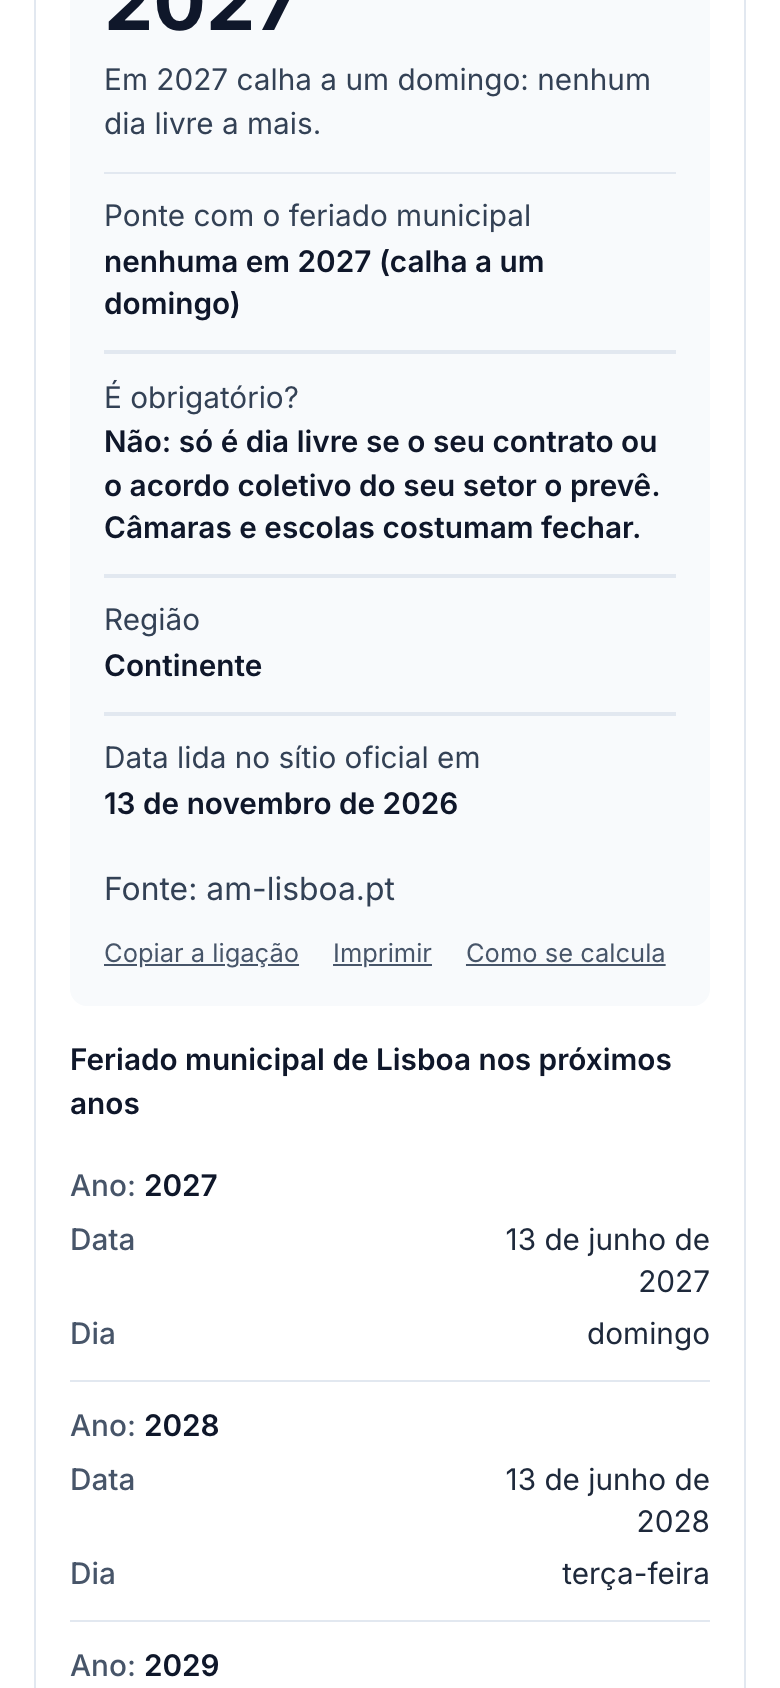 2027
Em 2027 calha a um domingo: nenhum
dia livre a mais.
Ponte com o feriado municipal
nenhuma em 2027 (calha a um
domingo)
É obrigatório?
Não: só é dia livre se o seu contrato ou
o acordo coletivo do seu setor o prevê.
Câmaras e escolas costumam fechar.
Região
Continente
Data lida no sítio oficial em
13 de novembro de 2026
Fonte: am-lisboa.pt
Copiar a ligação Imprimir Como se calcula
Feriado municipal de Lisboa nos próximos
anos
Ano: 2027
Data 13 de junho de
2027
Dia domingo
Ano: 2028
Data 13 de junho de
2028
Dia terça-feira
Ano: 2029